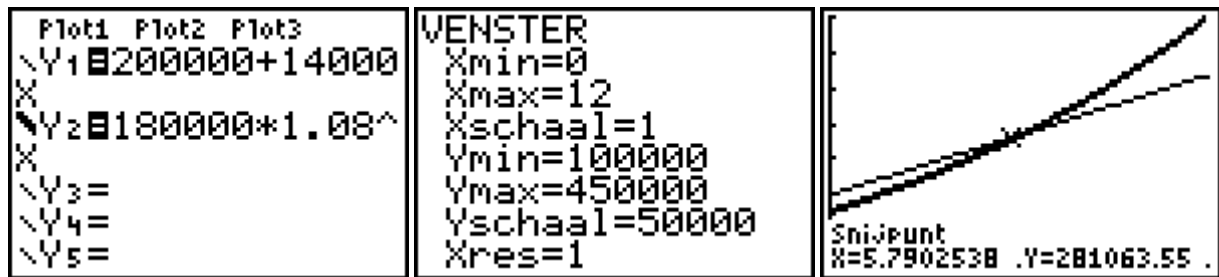 Plot1 Plot2 Plot3
\Y1=200000+14000
X
\Y2=180000*1.08^
X
\Y3=
\Y4=
\Y5=
VENSTER
Xmin=0
Xmax=12
Xschaal=1
Ymin=100000
Ymax=450000
Yschaal=50000
Xres=1
Snijpunt
X=5.7902538 .Y=281063.55 .